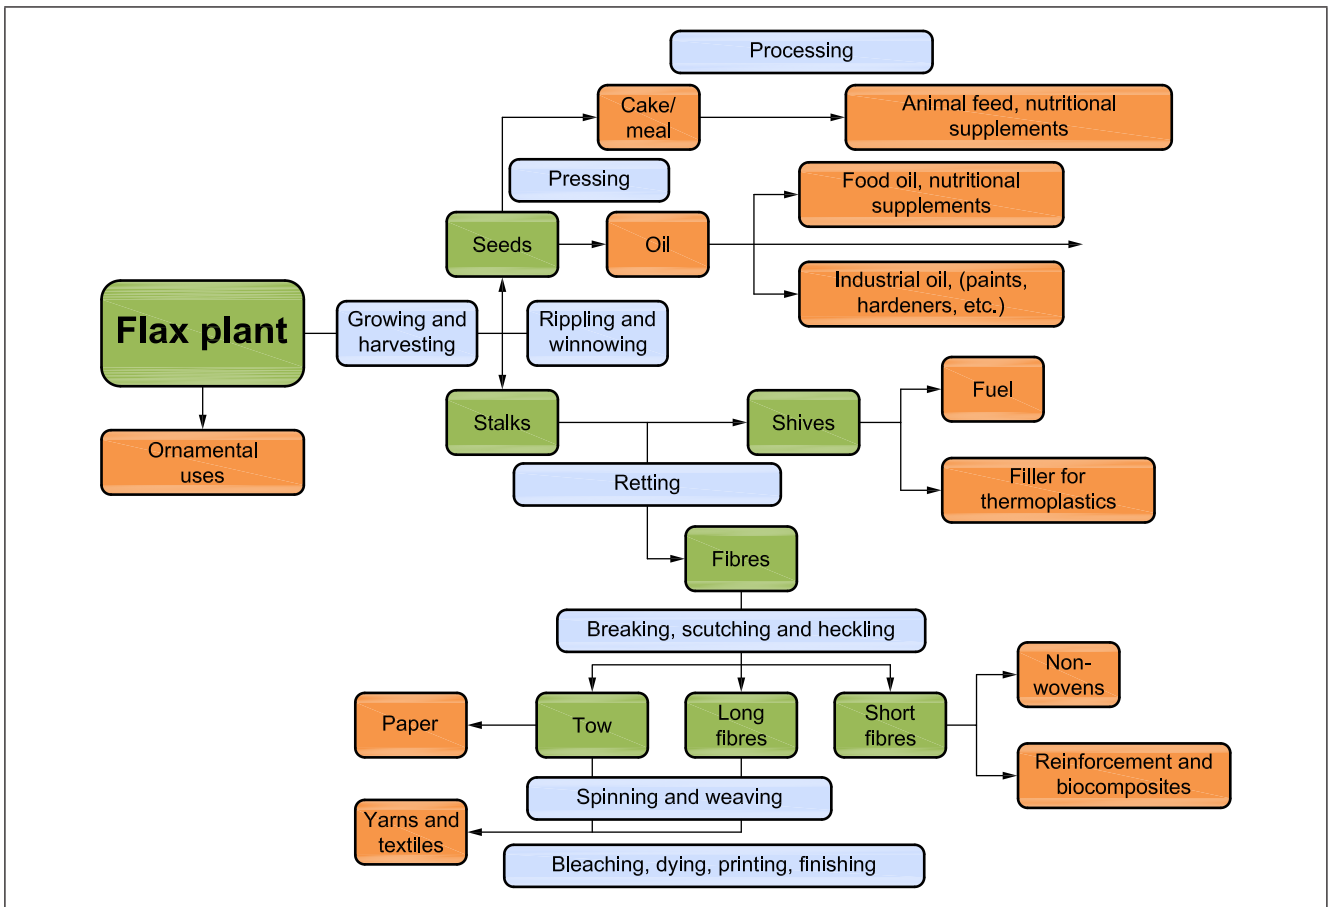 Processing
Cake/
meal
Animal feed, nutritional
supplements
Pressing
Food oil, nutritional
supplements
Seeds
Oil
Industrial oil, (paints,
hardeners, etc.)
Flax plant
Growing and
harvesting
Rippling and
winnowing
Ornamental
uses
Stalks
Shives
Fuel
Retting
Filler for
thermoplastics
Fibres
Breaking, scutching and heckling
Paper
Tow
Long
fibres
Short
fibres
Non-
wovens
Reinforcement and
biocomposites
Spinning and weaving
Yarns and
textiles
Bleaching, dying, printing, finishing